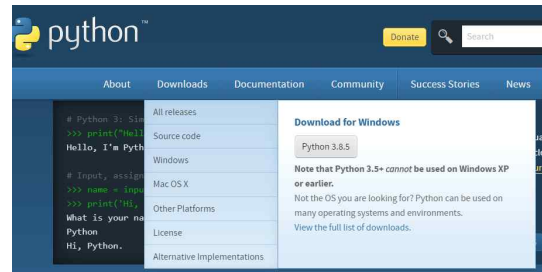 python™
Donate
Search
About Downloads Documentation Community Success Stories News
# Python 3: Sim
>>> print("Hell
Hello, I'm Pyth
# Input, assign
>>> name = inpu
>>> print('Hi,
What is your na
Python
Hi, Python.
All releases
Source code
Windows
Mac OS X
Other Platforms
License
Alternative Implementations
Download for Windows
Python 3.8.5
Note that Python 3.5+ cannot be used on Windows XP
or earlier.
Not the OS you are looking for? Python can be used on
many operating systems and environments.
View the full list of downloads.